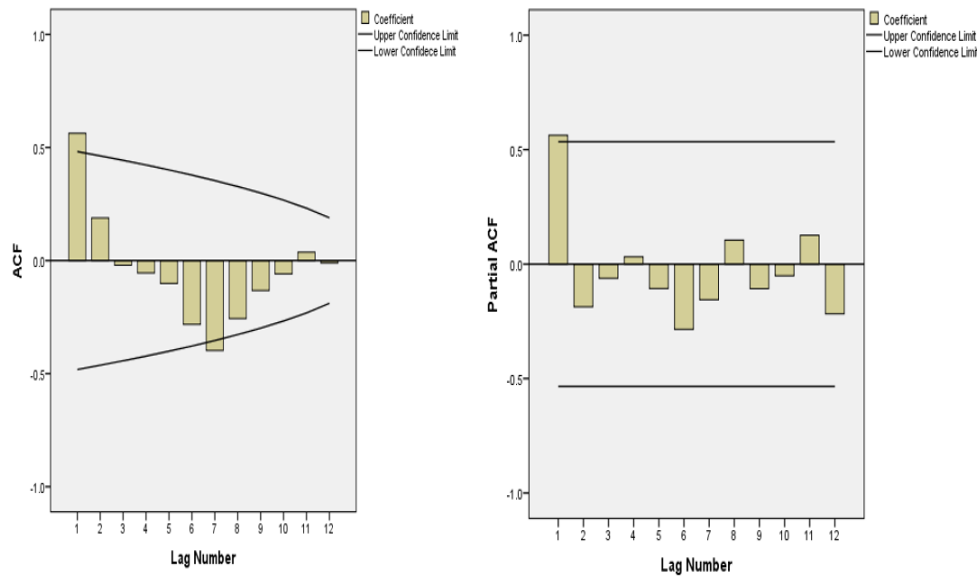 Coefficient
Upper Confidence Limit
Lower Confidece Limit
1.0
0.5
0.0
-0.5
-1.0
ACF
1 2 3 4 5 6 7 8 9 10 11 12
Lag Number
Coefficient
Upper Confidence Limit
Lower Confidence Limit
1.0
0.5
0.0
-0.5
-1.0
Partial ACF
1 2 3 4 5 6 7 8 9 10 11 12
Lag Number